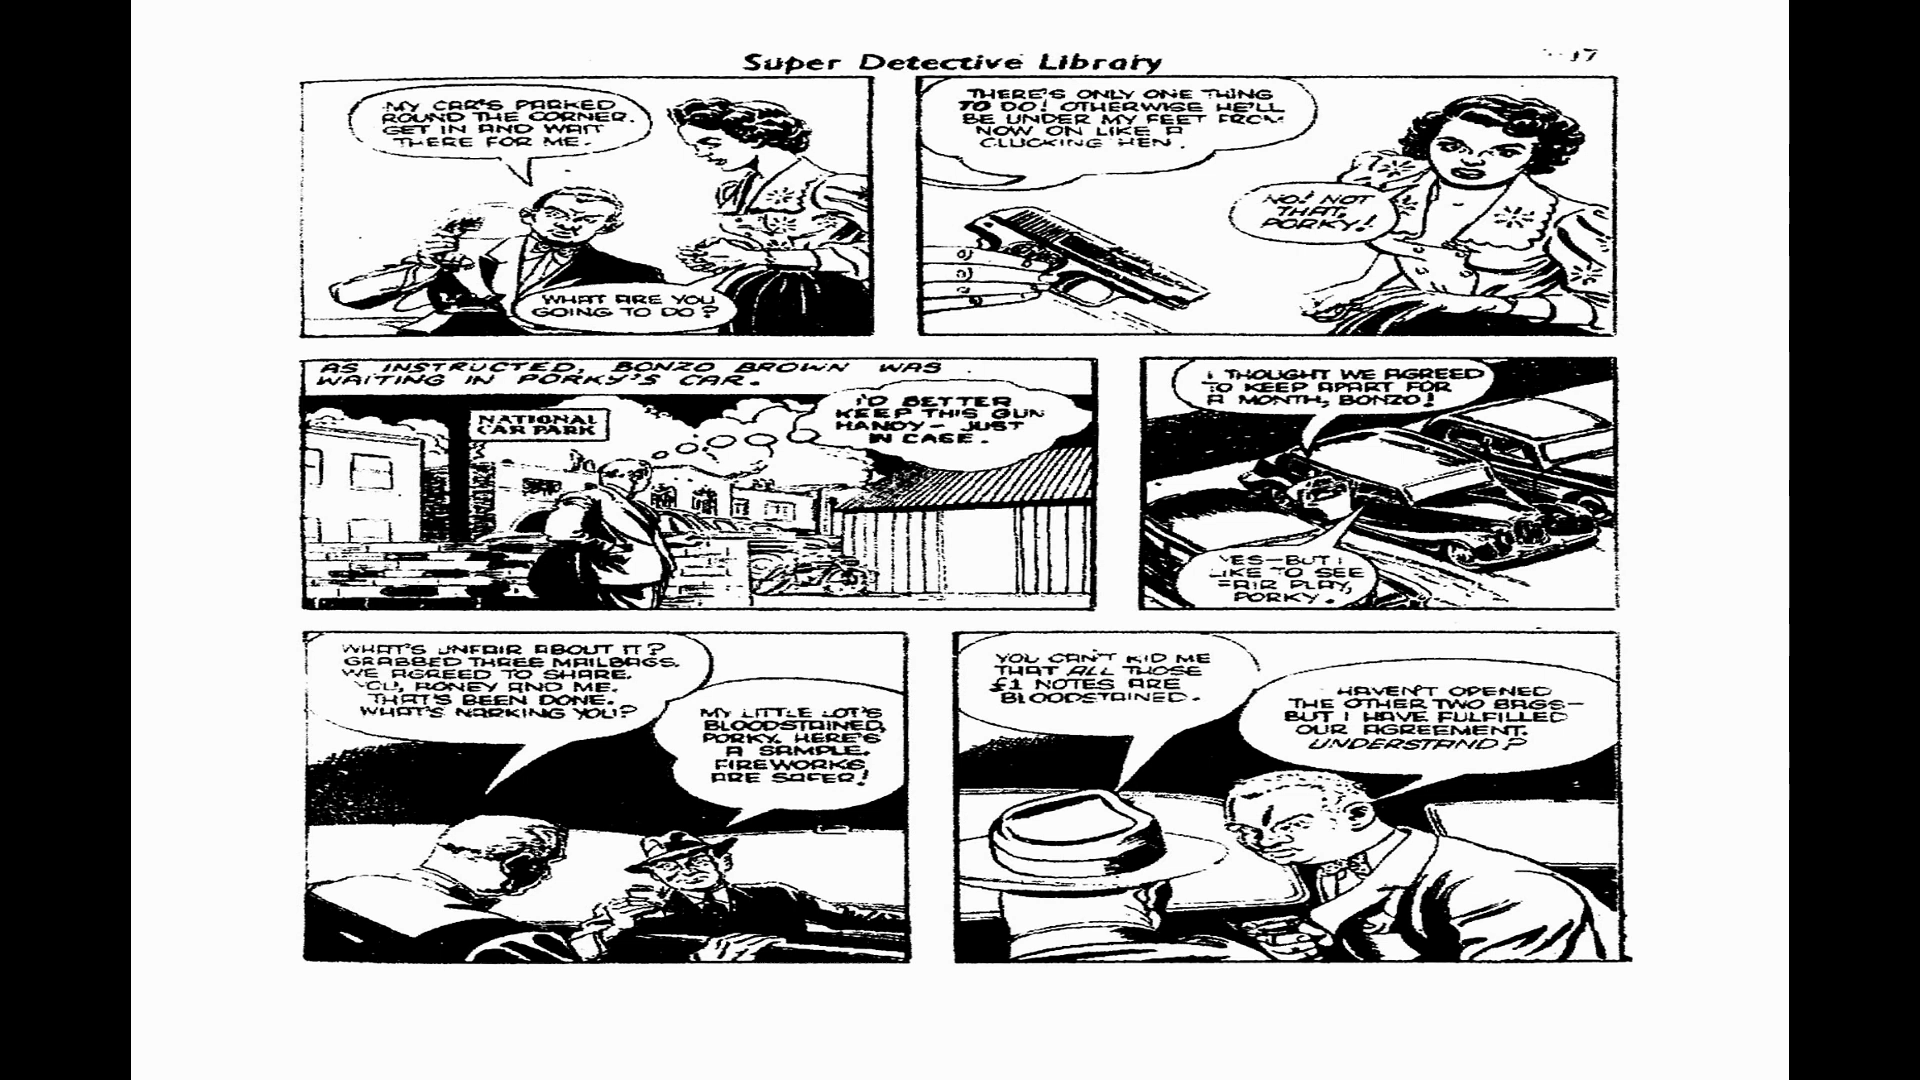 Super Detective Library
17
MY CAR'S PARKED
ROUND THE CORNER.
GET IN AND WAIT
THERE FOR ME.
WHAT ARE YOU
GOING TO DO?
THERE'S ONLY ONE THING
TO DO! OTHERWISE HE'LL
BE UNDER MY FEET FROM
NOW ON LIKE A
CLUCKING HEN.
NO! NOT
THAT,
PORKY!
AS INSTRUCTED, BONZO BROWN WAS
WAITING IN PORKY'S CAR.
NATIONAL
CAR PARK
I'D BETTER
KEEP THIS GUN
HANDY - JUST
IN CASE.
I THOUGHT WE AGREED
TO KEEP APART FOR
A MONTH, BONZO!
YES-BUT I
LIKE TO SEE
FAIR PLAY,
PORKY.
WHAT'S UNFAIR ABOUT IT?
GRABBED THREE MAILBAGS.
WE AGREED TO SHARE.
YOU, RONEY AND ME.
THAT'S BEEN DONE.
WHAT'S NARKING YOU?
MY LITTLE LOT'S
BLOODSTAINED,
PORKY. HERE'S
A SAMPLE.
FIREWORKS
ARE SAFER!
YOU CAN'T KID ME
THAT ALL THOSE
£1 NOTES ARE
BLOODSTAINED.
HAVEN'T OPENED
THE OTHER TWO BAGS-
BUT I HAVE FULFILLED
OUR AGREEMENT.
UNDERSTAND?